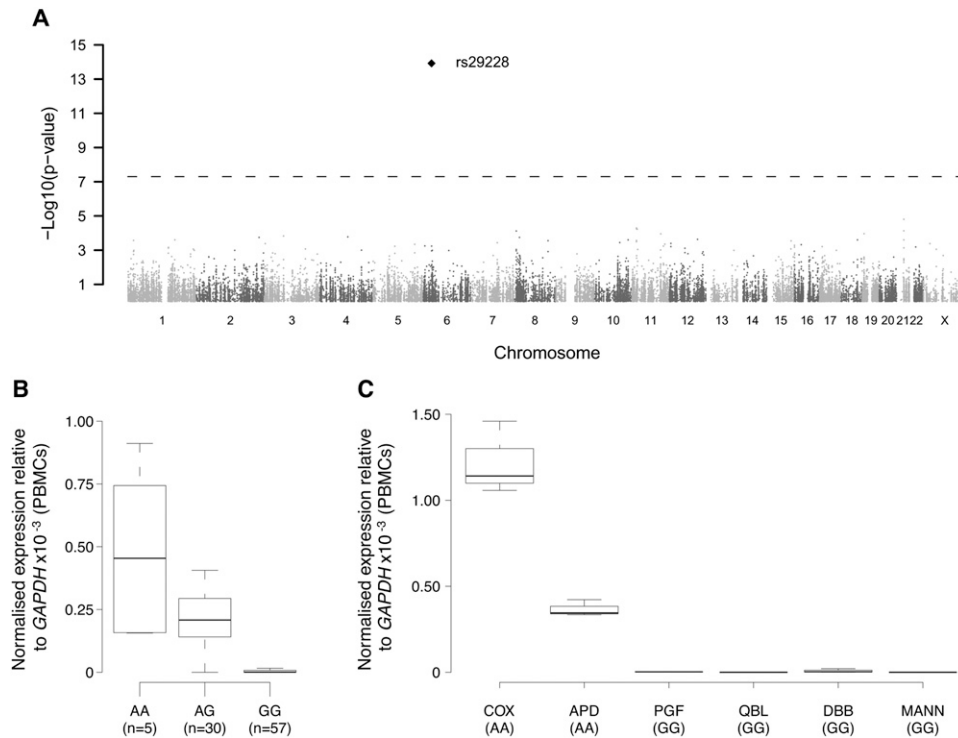 A
15
13
11
9
7
5
3
1
−Log10(p−value)
rs29228
1 2 3 4 5 6 7 8 9 10 11 12 13 14 15 16 17 18 19 20 21 22 X
Chromosome
B
Normalised expression relative
to GAPDH x10⁻³ (PBMCs)
1.00
0.75
0.50
0.25
0
AA AG GG
(n=5) (n=30) (n=57)
C
Normalised expression relative
to GAPDH x10⁻³ (PBMCs)
1.50
1.00
0.50
0
COX APD PGF QBL DBB MANN
(AA) (AA) (GG) (GG) (GG) (GG)